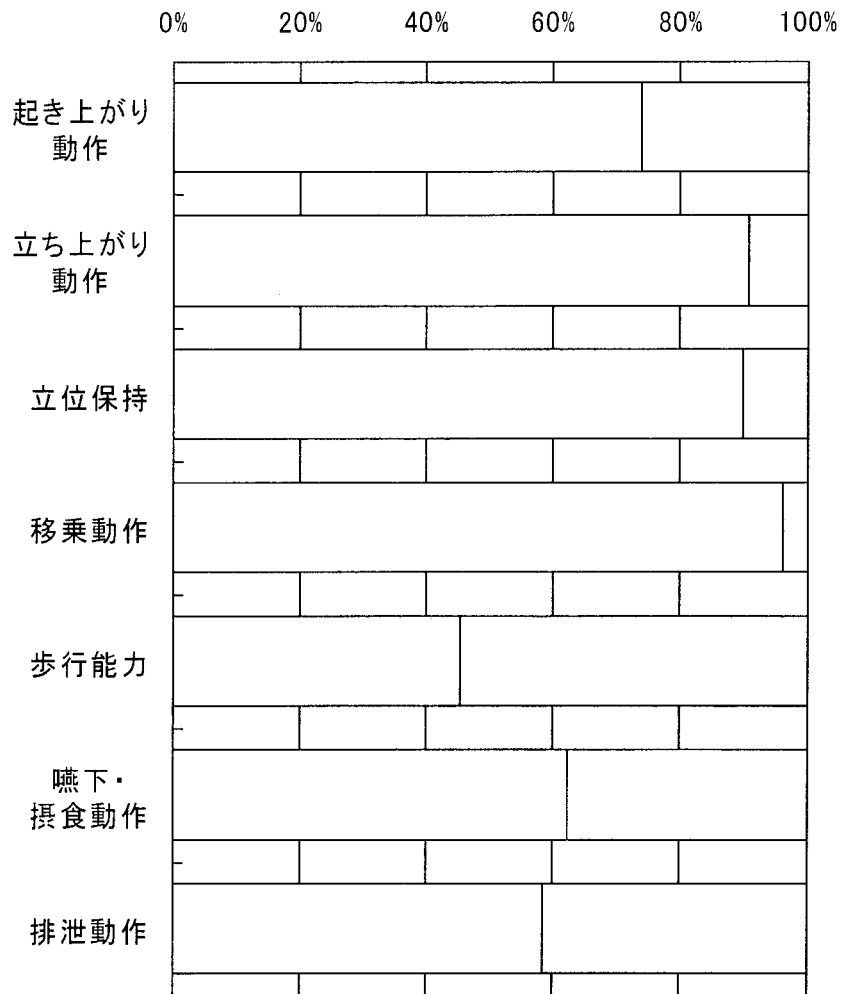 0% 20% 40% 60% 80% 100%
起き上がり
動作
立ち上がり
動作
立位保持
移乗動作
歩行能力
嚥下・
摂食動作
排泄動作